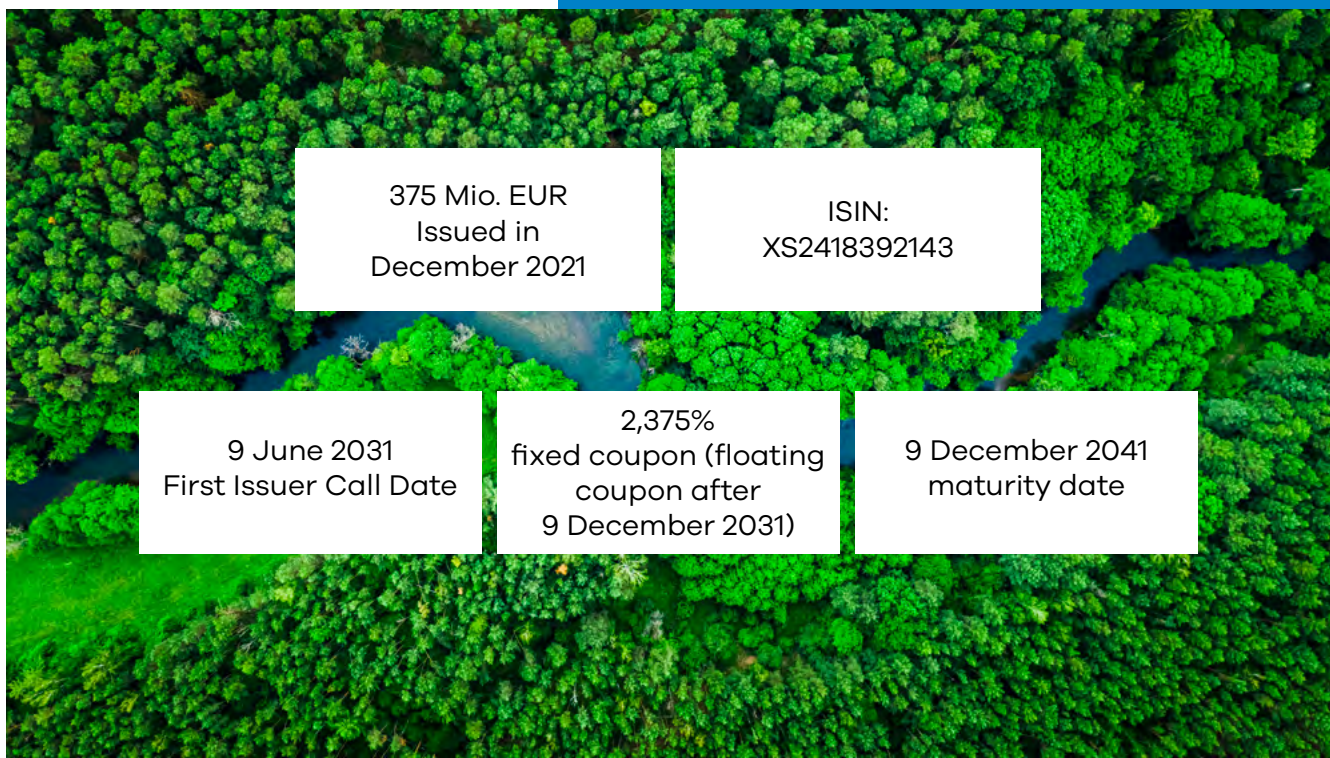 375 Mio. EUR
Issued in
December 2021
ISIN:
XS2418392143
9 June 2031
First Issuer Call Date
2,375%
fixed coupon (floating
coupon after
9 December 2031)
9 December 2041
maturity date